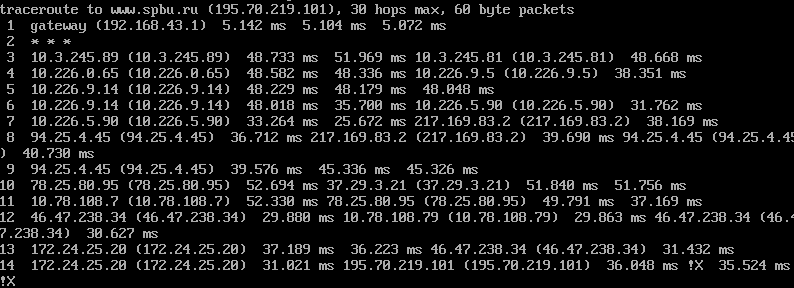 traceroute to www.spbu.ru (195.70.219.101), 30 hops max, 60 byte packets
 1  gateway (192.168.43.1)  5.142 ms  5.104 ms  5.072 ms
 2  * * *
 3  10.3.245.89 (10.3.245.89)  48.733 ms  51.969 ms 10.3.245.81 (10.3.245.81)  48.668 ms
 4  10.226.0.65 (10.226.0.65)  48.582 ms  48.336 ms 10.226.9.5 (10.226.9.5)  38.351 ms
 5  10.226.9.14 (10.226.9.14)  48.229 ms  48.179 ms  48.048 ms
 6  10.226.9.14 (10.226.9.14)  48.018 ms  35.700 ms 10.226.5.90 (10.226.5.90)  31.762 ms
 7  10.226.5.90 (10.226.5.90)  33.264 ms  25.672 ms 217.169.83.2 (217.169.83.2)  38.169 ms
 8  94.25.4.45 (94.25.4.45)  36.712 ms 217.169.83.2 (217.169.83.2)  39.690 ms 94.25.4.45 (94.25.4.45
)  40.730 ms
 9  94.25.4.45 (94.25.4.45)  39.576 ms  45.336 ms  45.326 ms
10  78.25.80.95 (78.25.80.95)  52.694 ms 37.29.3.21 (37.29.3.21)  51.840 ms  51.756 ms
11  10.78.108.7 (10.78.108.7)  52.330 ms 78.25.80.95 (78.25.80.95)  49.791 ms  37.169 ms
12  46.47.238.34 (46.47.238.34)  29.880 ms 10.78.108.79 (10.78.108.79)  29.863 ms 46.47.238.34 (46.4
7.238.34)  30.627 ms
13  172.24.25.20 (172.24.25.20)  37.189 ms  36.223 ms 46.47.238.34 (46.47.238.34)  31.432 ms
14  172.24.25.20 (172.24.25.20)  31.021 ms 195.70.219.101 (195.70.219.101)  36.048 ms !X  35.524 ms
!X